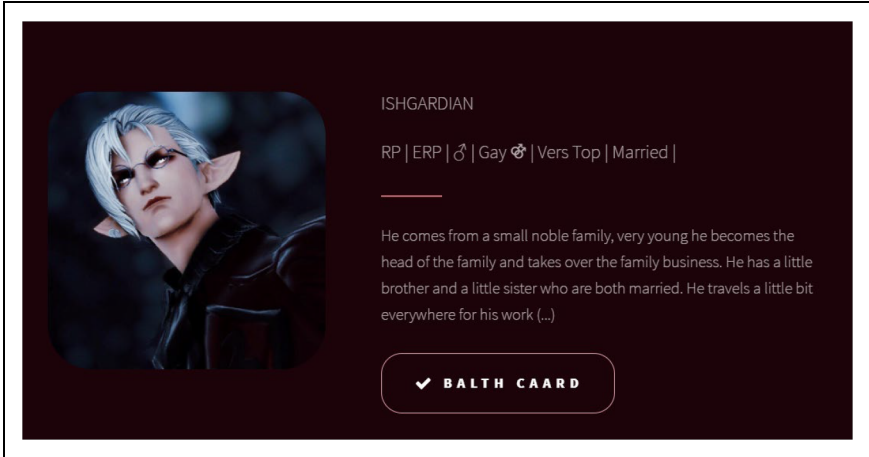 ISHGARDIAN
RP | ERP | ♂ | Gay ⚣ | Vers Top | Married |
He comes from a small noble family, very young he becomes the
head of the family and takes over the family business. He has a little
brother and a little sister who are both married. He travels a little bit
everywhere for his work (...)
✔ BALTH CAARD